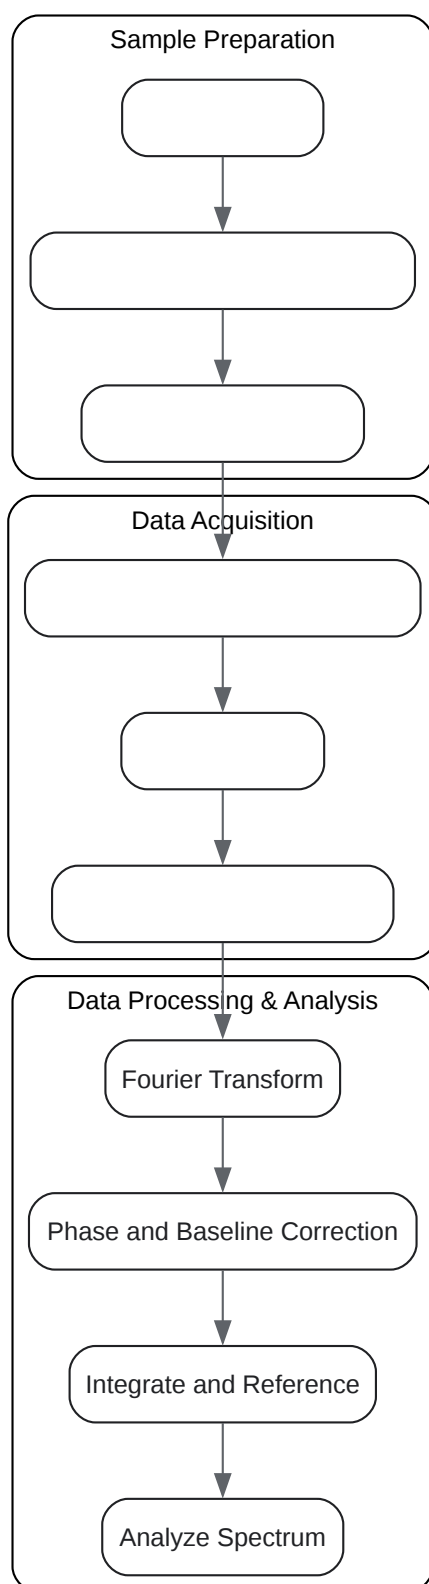 Sample Preparation
Data Acquisition
Data Processing & Analysis
Fourier Transform
Phase and Baseline Correction
Integrate and Reference
Analyze Spectrum